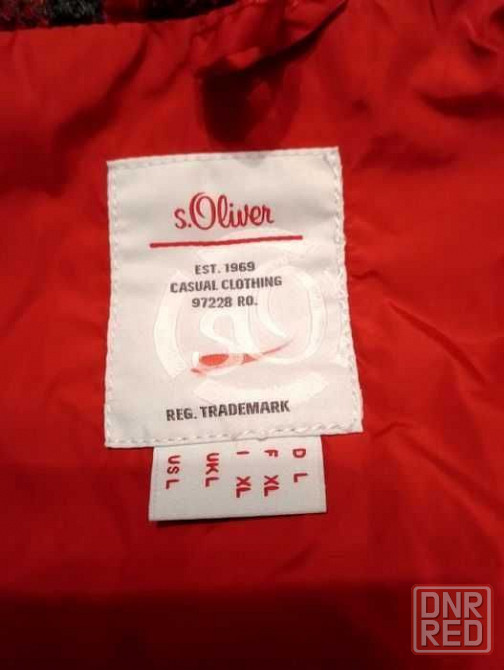 s.Oliver
EST. 1969
CASUAL CLOTHING
97228 RO.
REG. TRADEMARK
D L
F XL
I XL
UK L
US L
DNR
RED